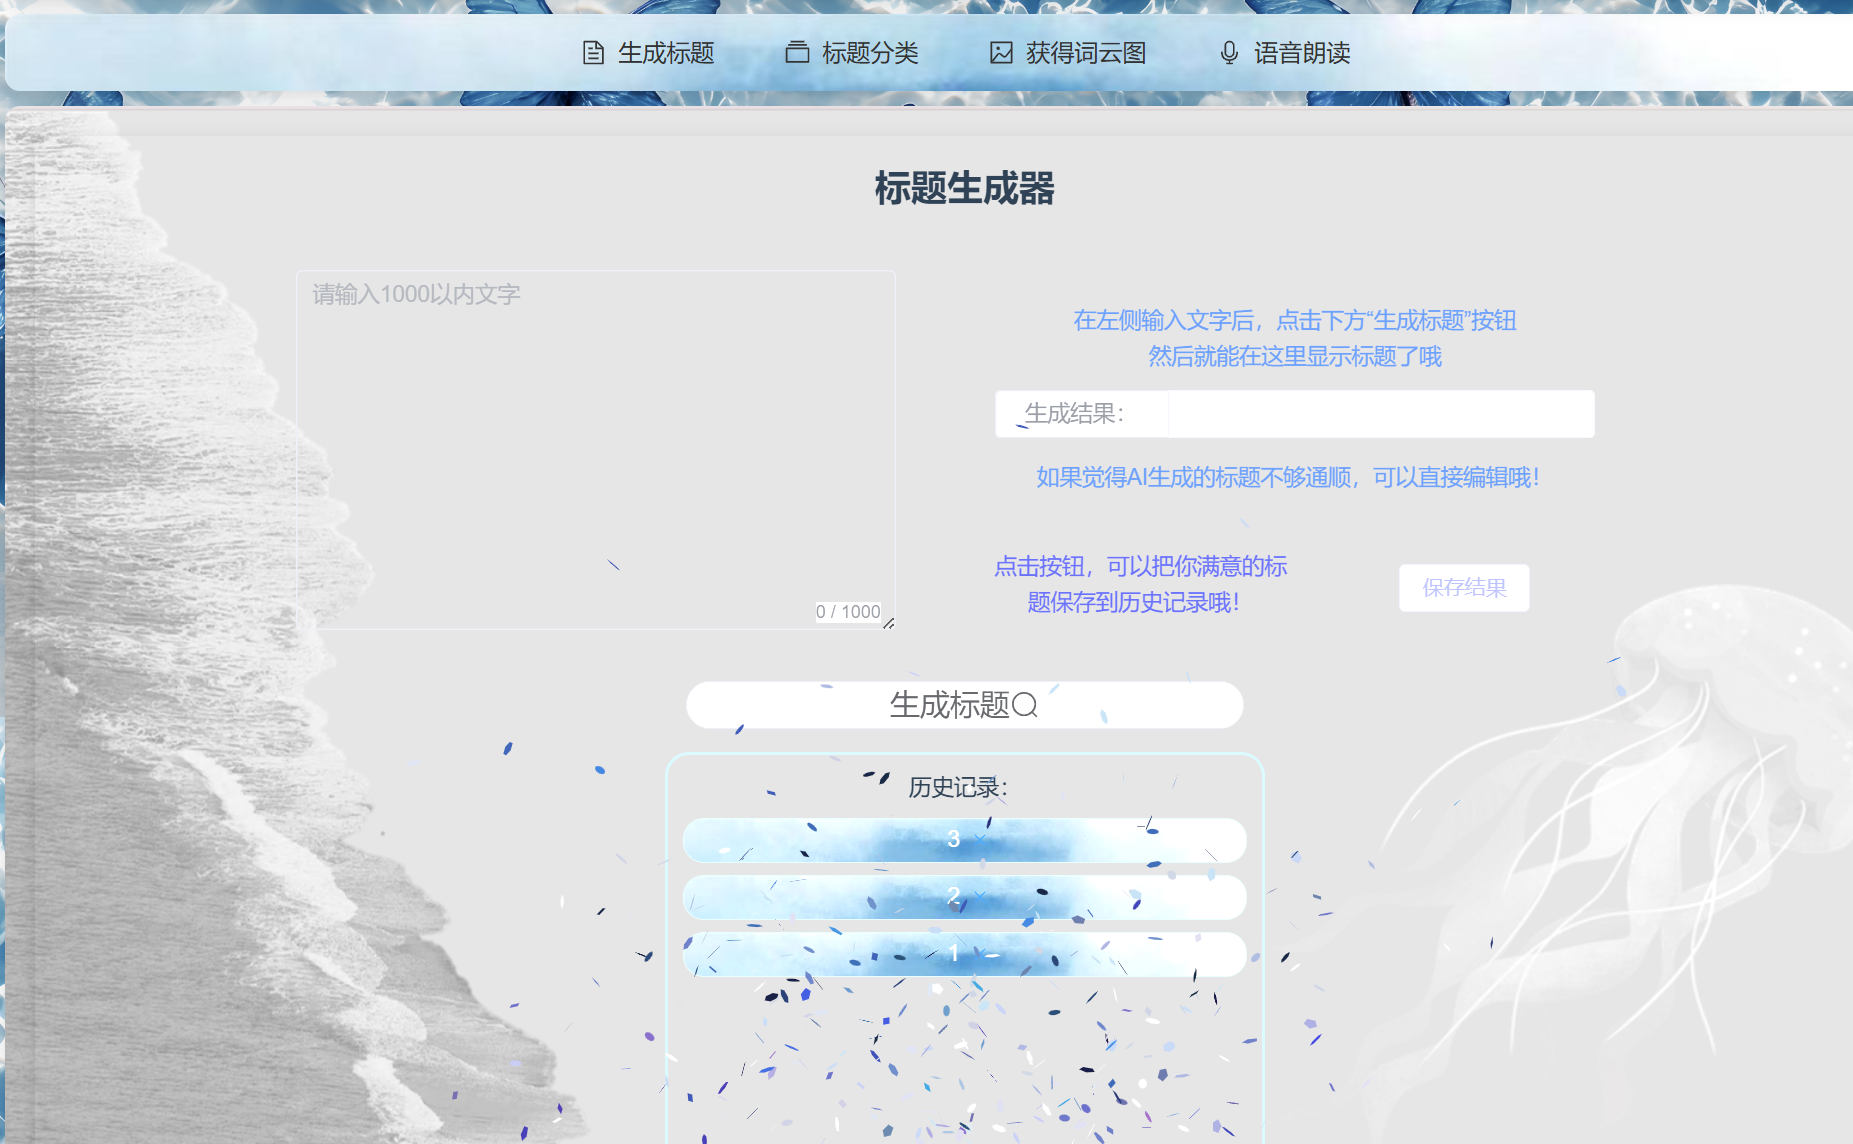 生成标题
标题分类
获得词云图
语音朗读
标题生成器
请输入1000以内文字
0 / 1000
在左侧输入文字后，点击下方“生成标题”按钮
然后就能在这里显示标题了哦
生成结果：
如果觉得AI生成的标题不够通顺，可以直接编辑哦！
点击按钮，可以把你满意的标
题保存到历史记录哦！
保存结果
生成标题
历史记录：
3
2
1